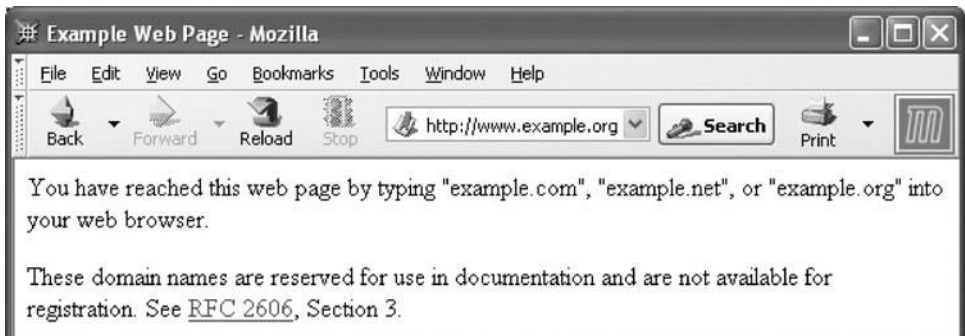 Example Web Page - Mozilla
File Edit View Go Bookmarks Tools Window Help
Back Forward Reload Stop http://www.example.org Search Print
You have reached this web page by typing "example.com", "example.net", or "example.org" into
your web browser.
These domain names are reserved for use in documentation and are not available for
registration. See RFC 2606, Section 3.